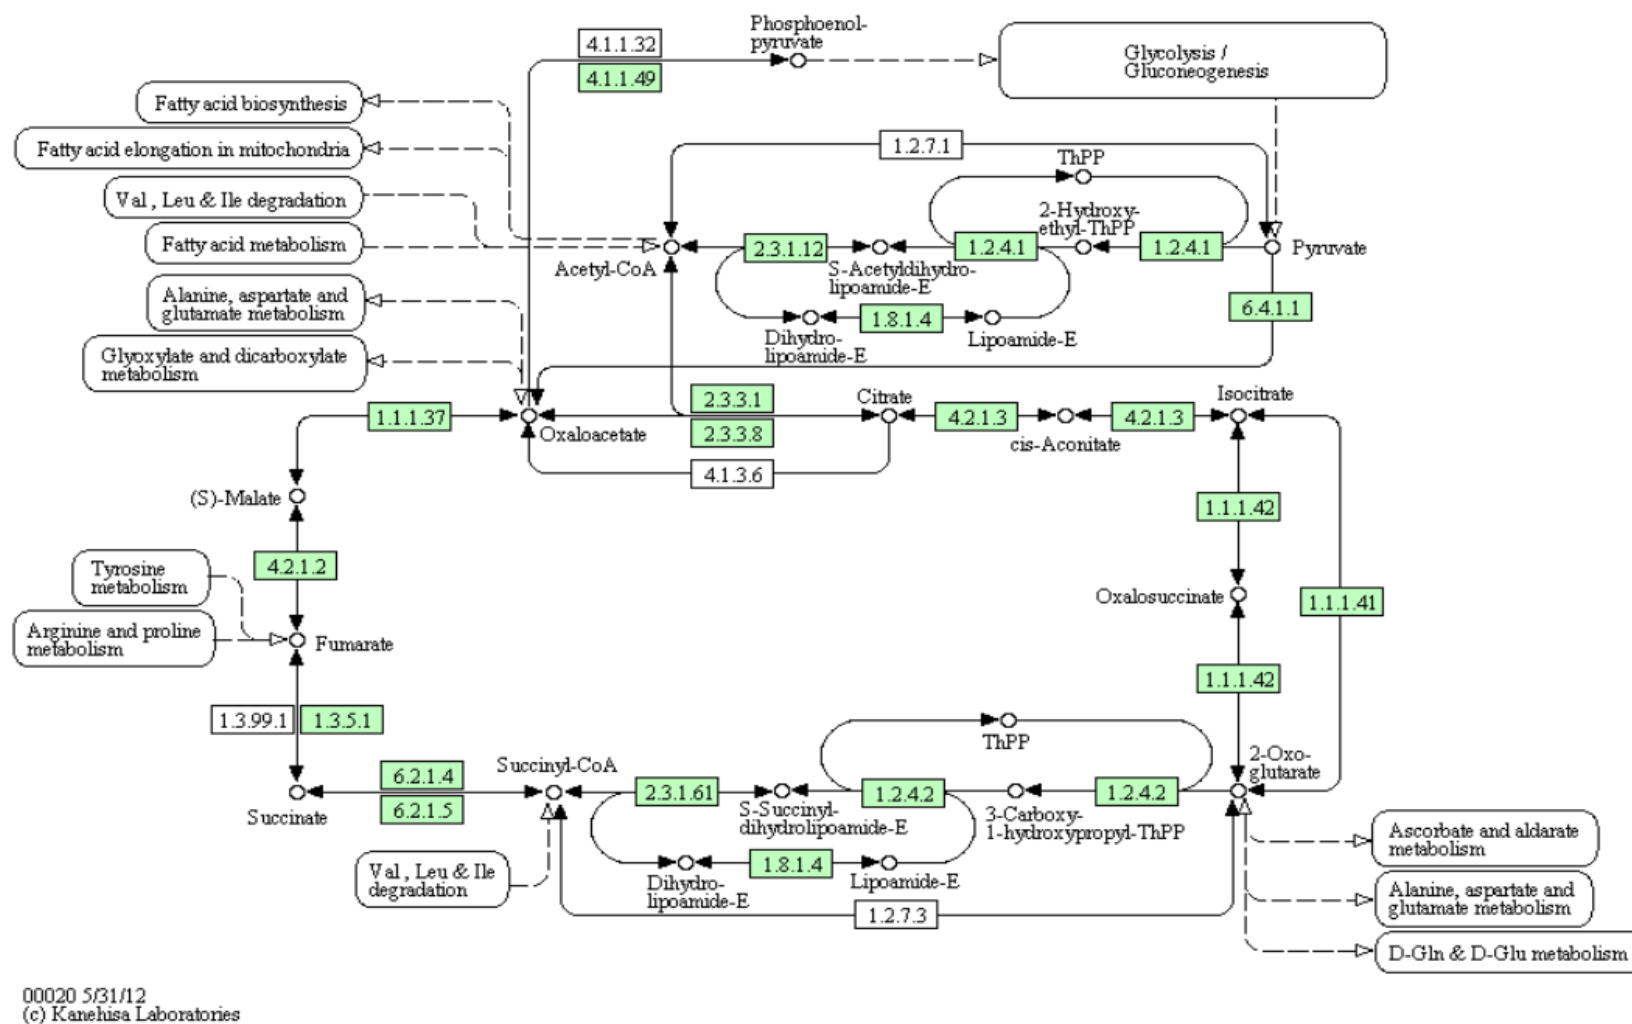 Phosphoenol-
pyruvate
4.1.1.32
4.1.1.49
Glycolysis /
Gluconeogenesis
Fatty acid biosynthesis
Fatty acid elongation in mitochondria
Val , Leu & Ile degradation
Fatty acid metabolism
Alanine, aspartate and
glutamate metabolism
Glyoxylate and dicarboxylate
metabolism
1.2.7.1
ThPP
2-Hydroxy-
ethyl-ThPP
Acetyl-CoA
2.3.1.12
S-Acetyldihydro-
lipoamide-E
1.2.4.1
1.2.4.1
Pyruvate
Dihydro-
lipoamide-E
1.8.1.4
Lipoamide-E
6.4.1.1
1.1.1.37
Oxaloacetate
2.3.3.1
2.3.3.8
4.1.3.6
Citrate
4.2.1.3
cis-Aconitate
4.2.1.3
Isocitrate
(S)-Malate
1.1.1.42
4.2.1.2
Tyrosine
metabolism
Arginine and proline
metabolism
Fumarate
Oxalosuccinate
1.1.1.41
1.1.1.42
1.3.99.1
1.3.5.1
ThPP
Succinate
6.2.1.4
6.2.1.5
Succinyl-CoA
2.3.1.61
S-Succinyl-
dihydrolipoamide-E
1.2.4.2
3-Carboxy-
1-hydroxypropyl-ThPP
1.2.4.2
2-Oxo-
glutarate
Val , Leu & Ile
degradation
Dihydro-
lipoamide-E
1.8.1.4
Lipoamide-E
1.2.7.3
Ascorbate and aldarate
metabolism
Alanine, aspartate and
glutamate metabolism
D-Gln & D-Glu metabolism
00020 5/31/12
(c) Kanehisa Laboratories